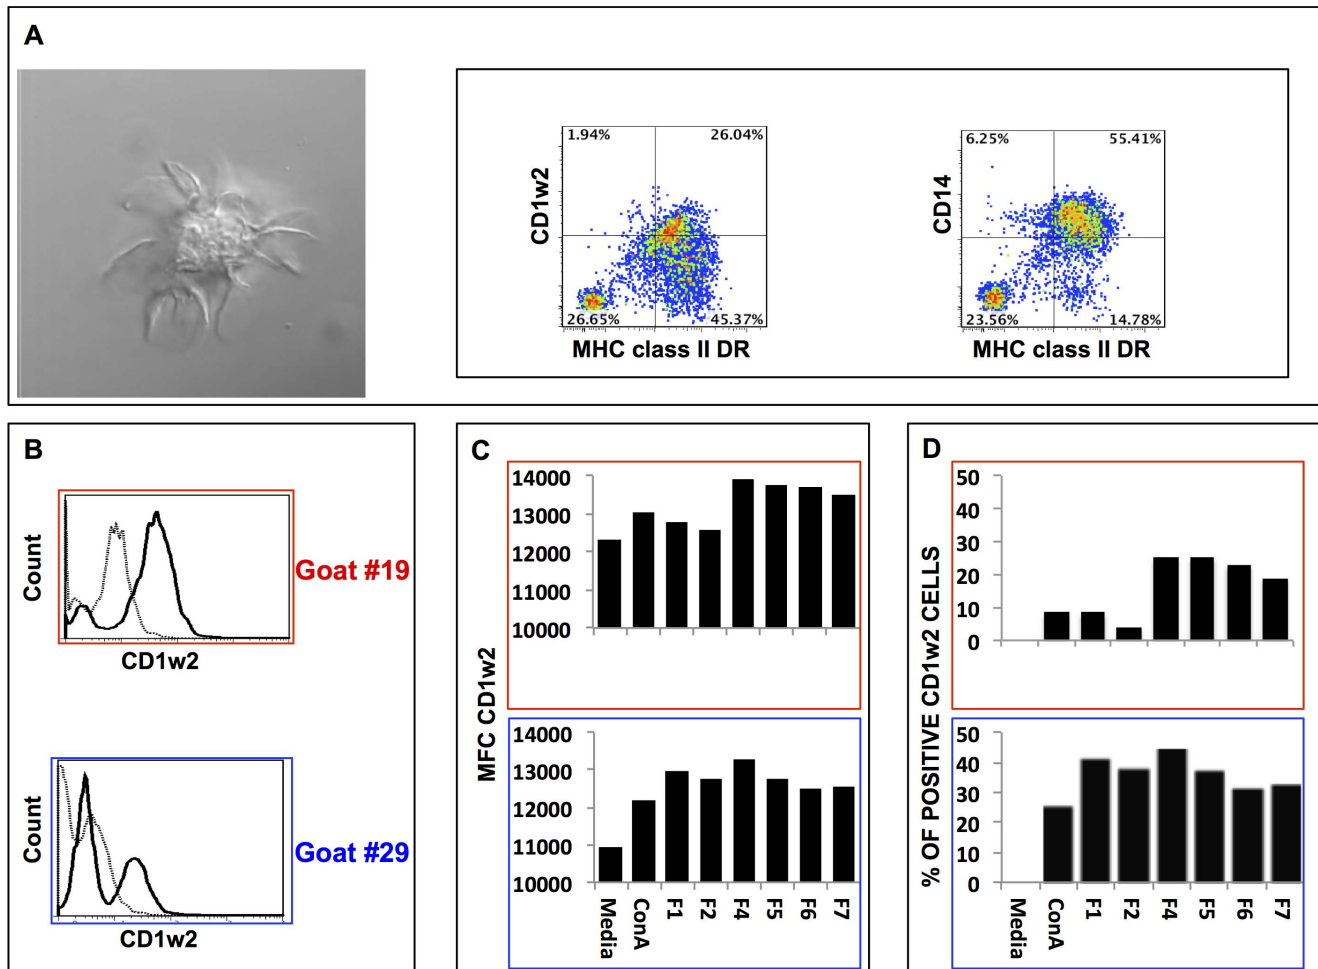 A
1.94%
26.04%
26.65%
45.37%
CD1w2
MHC class II DR
6.25%
55.41%
23.56%
14.78%
CD14
MHC class II DR
B
Count
CD1w2
Goat #19
Count
CD1w2
Goat #29
C
MFC CD1w2
14000
13000
12000
11000
10000
14000
13000
12000
11000
10000
Media
ConA
F1
F2
F4
F5
F6
F7
D
% OF POSITIVE CD1w2 CELLS
50
40
30
20
10
0
50
40
30
20
10
0
Media
ConA
F1
F2
F4
F5
F6
F7